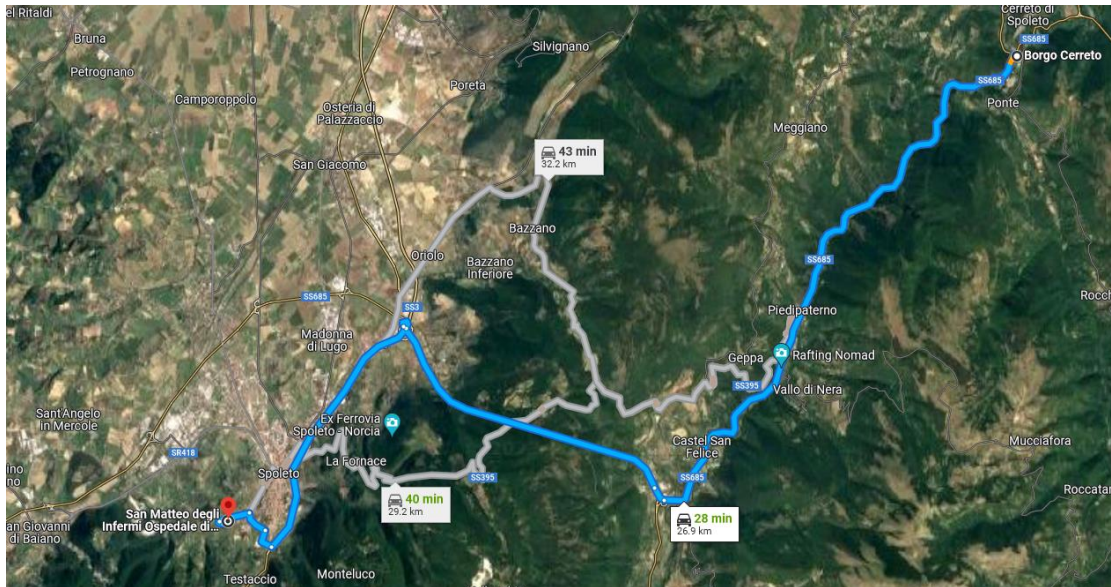 el Ritaldi
Bruna
Petrognano
Camporoppolo
Silvignano
Poreta
Osteria di
Palazzaccio
San Giacomo
Cerreto di
Spoleto
SS685
Borgo Cerreto
SS685
Ponte
Meggiano
43 min
32.2 km
Bazzano
Oriolo
Bazzano
Inferiore
SS685
SS3
SS685
Madonna
di Lugo
Piedipaterno
Rocch
Geppa
Rafting Nomad
SS395
Vallo di Nera
Sant'Angelo
in Mercole
Ex Ferrovia
Spoleto - Norcia
SR418
La Fornace
Spoleto
SS395
Castel San
Felice
SS685
Mucciafora
Roccatar
ino
no
an Giovanni
di Baiano
San Matteo degli
Infermi Ospedale di...
40 min
29.2 km
28 min
26.9 km
Testaccio
Monteluco